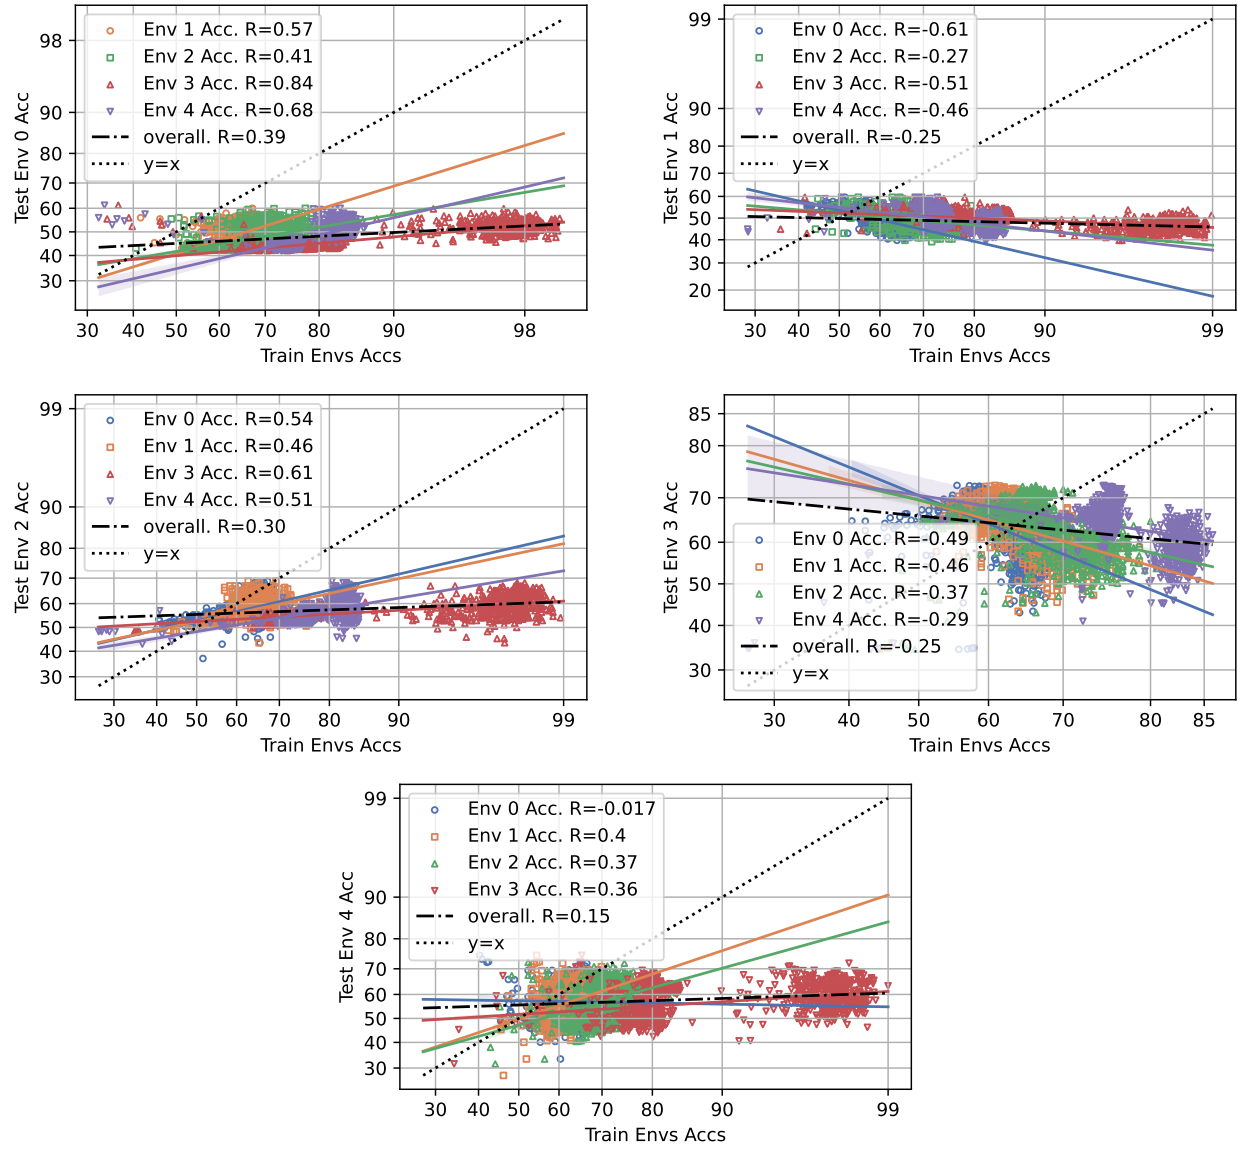 Env 1 Acc. R=0.57
Env 2 Acc. R=0.41
Env 3 Acc. R=0.84
Env 4 Acc. R=0.68
overall. R=0.39
y=x
98
90
80
70
60
50
40
30
Test Env 0 Acc
30 40 50 60 70 80 90 98
Train Envs Accs
Env 0 Acc. R=-0.61
Env 2 Acc. R=-0.27
Env 3 Acc. R=-0.51
Env 4 Acc. R=-0.46
overall. R=-0.25
y=x
99
90
80
70
60
50
40
30
20
Test Env 1 Acc
30 40 50 60 70 80 90 99
Train Envs Accs
Env 0 Acc. R=0.54
Env 1 Acc. R=0.46
Env 3 Acc. R=0.61
Env 4 Acc. R=0.51
overall. R=0.30
y=x
99
90
80
70
60
50
40
30
Test Env 2 Acc
30 40 50 60 70 80 90 99
Train Envs Accs
85
80
70
60
50
40
30
Test Env 3 Acc
Env 0 Acc. R=-0.49
Env 1 Acc. R=-0.46
Env 2 Acc. R=-0.37
Env 4 Acc. R=-0.29
overall. R=-0.25
y=x
30 40 50 60 70 80 85
Train Envs Accs
Env 0 Acc. R=-0.017
Env 1 Acc. R=0.4
Env 2 Acc. R=0.37
Env 3 Acc. R=0.36
overall. R=0.15
y=x
99
90
80
70
60
50
40
30
Test Env 4 Acc
30 40 50 60 70 80 90 99
Train Envs Accs